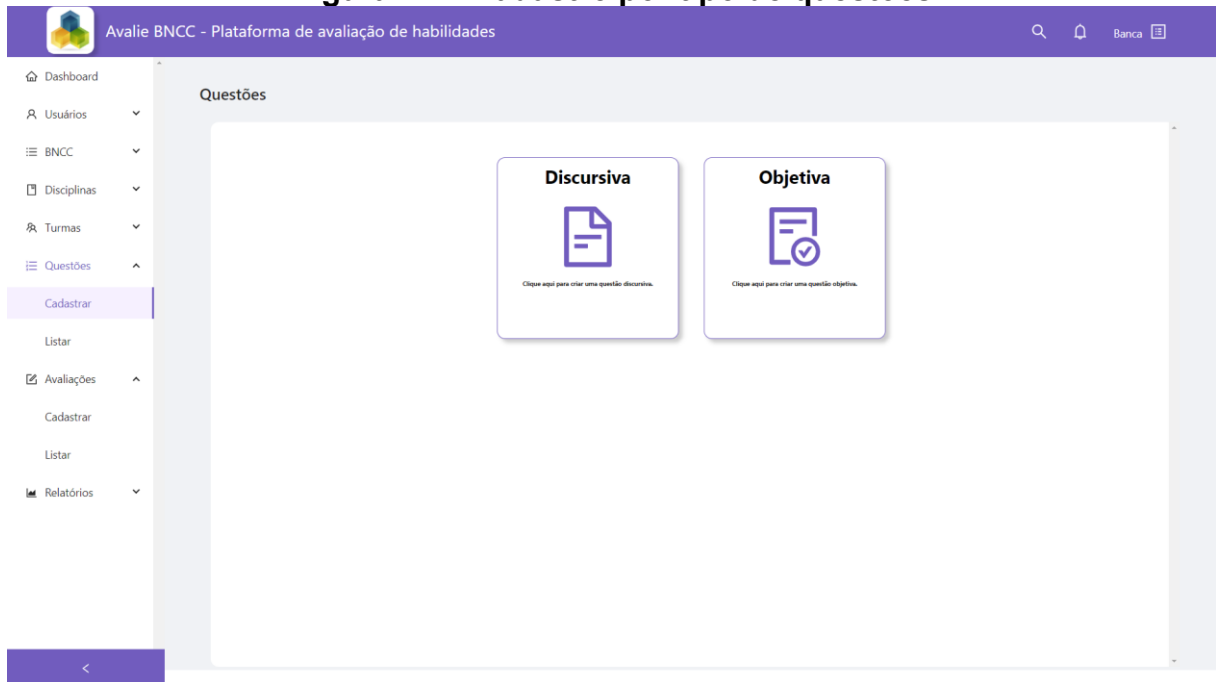 Avalie BNCC - Plataforma de avaliação de habilidades
Banca
Dashboard
Usuários
BNCC
Disciplinas
Turmas
Questões
Cadastrar
Listar
Avaliações
Cadastrar
Listar
Relatórios
Questões
Discursiva
Clique aqui para criar uma questão discursiva.
Objetiva
Clique aqui para criar uma questão objetiva.